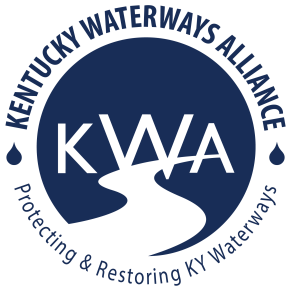 KENTUCKY WATERWAYS ALLIANCE
KWA
Protecting & Restoring KY Waterways